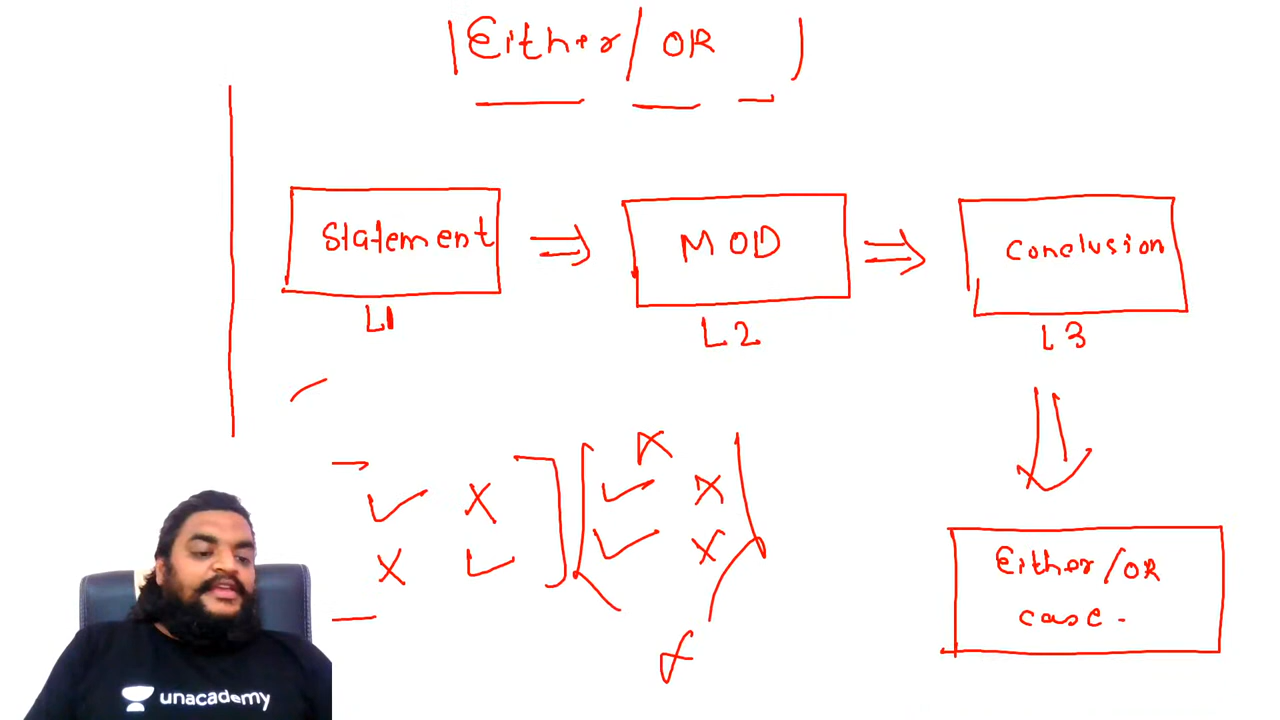 Either/OR
Statement ⇒ MOD ⇒ Conclusion
L1 L2 L3
✓ X ✓ X
X ✓ ✓ X
Either/OR
case.
unacademy